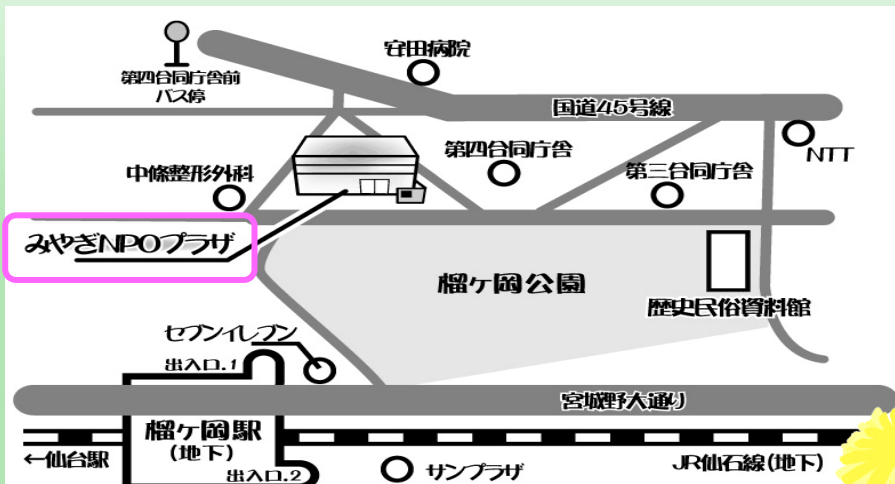 安田病院
第四合同庁舎前
バス停
国道45号線
NTT
第四合同庁舎
中條整形外科
第三合同庁舎
みやぎNPOプラザ
榴ヶ岡公園
歴史民俗資料館
セブンイレブン
出入口.1
宮城野大通り
榴ヶ岡駅
(地下)
←仙台駅
出入口.2
サンプラザ
JR仙石線(地下)